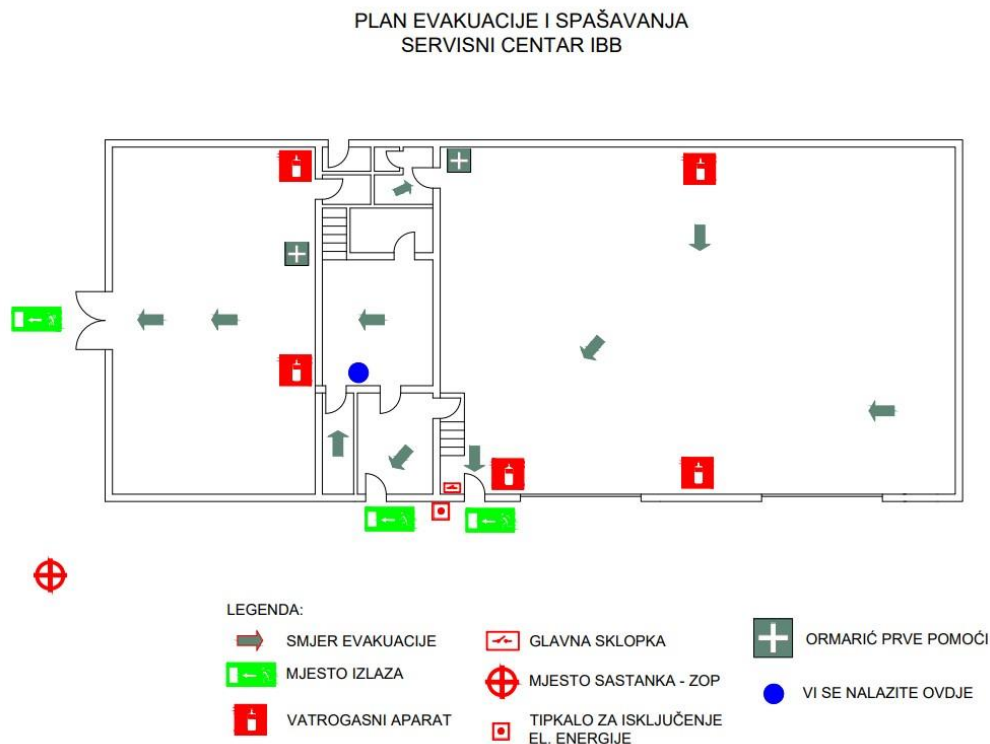 PLAN EVAKUACIJE I SPAŠAVANJA
SERVISNI CENTAR IBB
LEGENDA:
SMJER EVAKUACIJE
MJESTO IZLAZA
VATROGASNI APARAT
GLAVNA SKLOPKA
MJESTO SASTANKA - ZOP
TIPKALO ZA ISKLJUČENJE
EL. ENERGIJE
ORMARIĆ PRVE POMOĆI
VI SE NALAZITE OVDJE